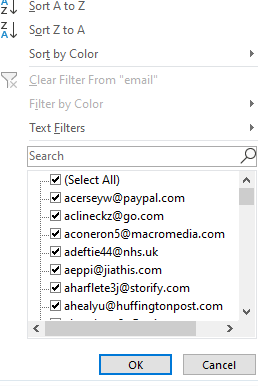 Sort A to Z
Sort Z to A
Sort by Color
Clear Filter From "email"
Filter by Color
Text Filters
Search
(Select All)
acerseyw@paypal.com
aclineckz@go.com
aconeron5@macromedia.com
adeftie44@nhs.uk
aeppi@jiathis.com
aharflete3j@storify.com
ahealyu@huffingtonpost.com
OK Cancel